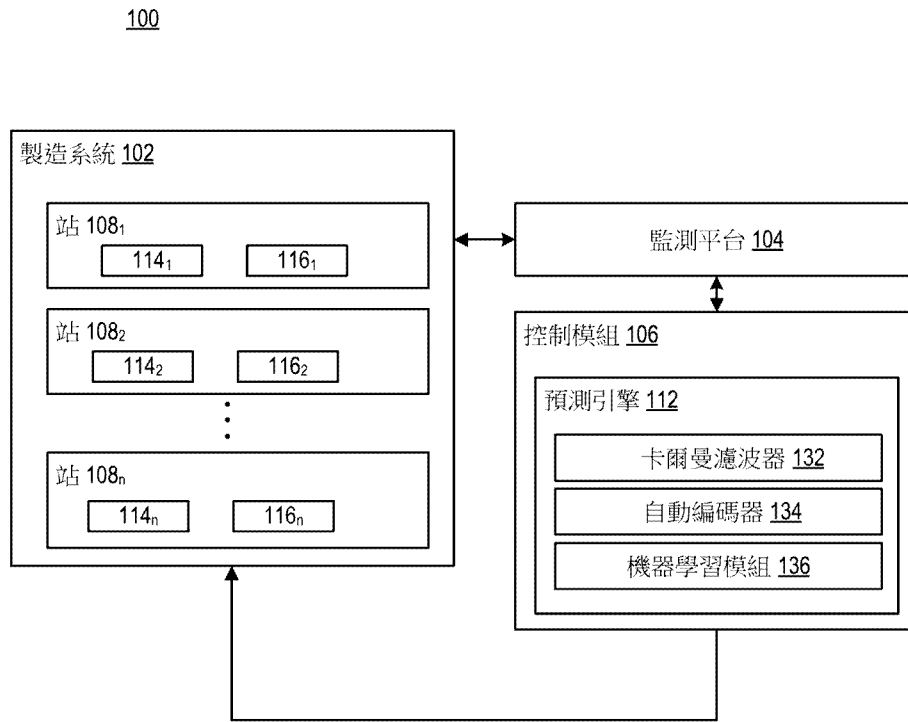 100
製造系統 102
站 108₁
114₁ 116₁
站 108₂
114₂ 116₂
站 108ₙ
114ₙ 116ₙ
監測平台 104
控制模組 106
預測引擎 112
卡爾曼濾波器 132
自動編碼器 134
機器學習模組 136